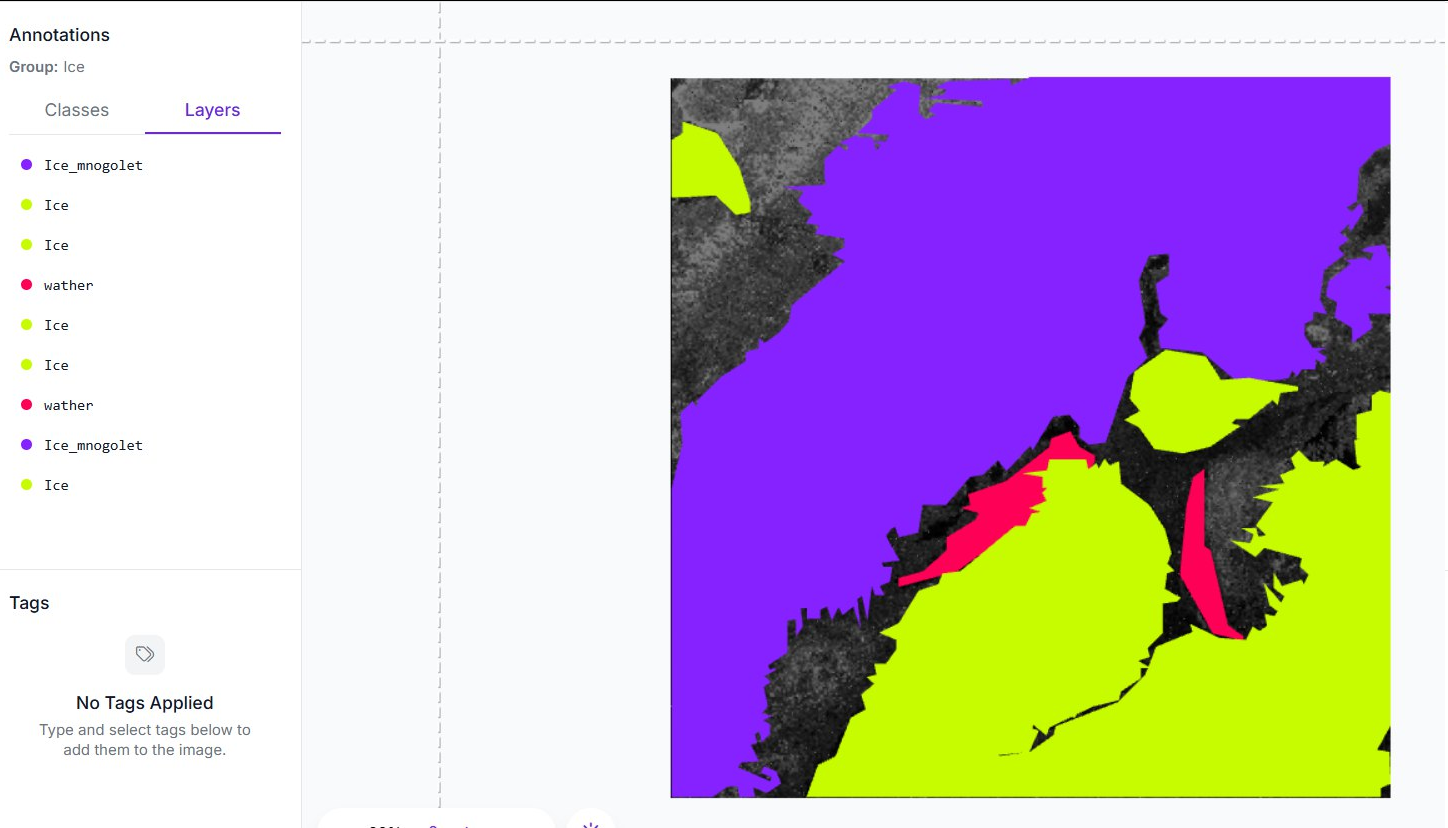 Annotations
Group: Ice
Classes Layers
Ice_mnogolet
Ice
Ice
wather
Ice
Ice
wather
Ice_mnogolet
Ice
Tags
No Tags Applied
Type and select tags below to
add them to the image.